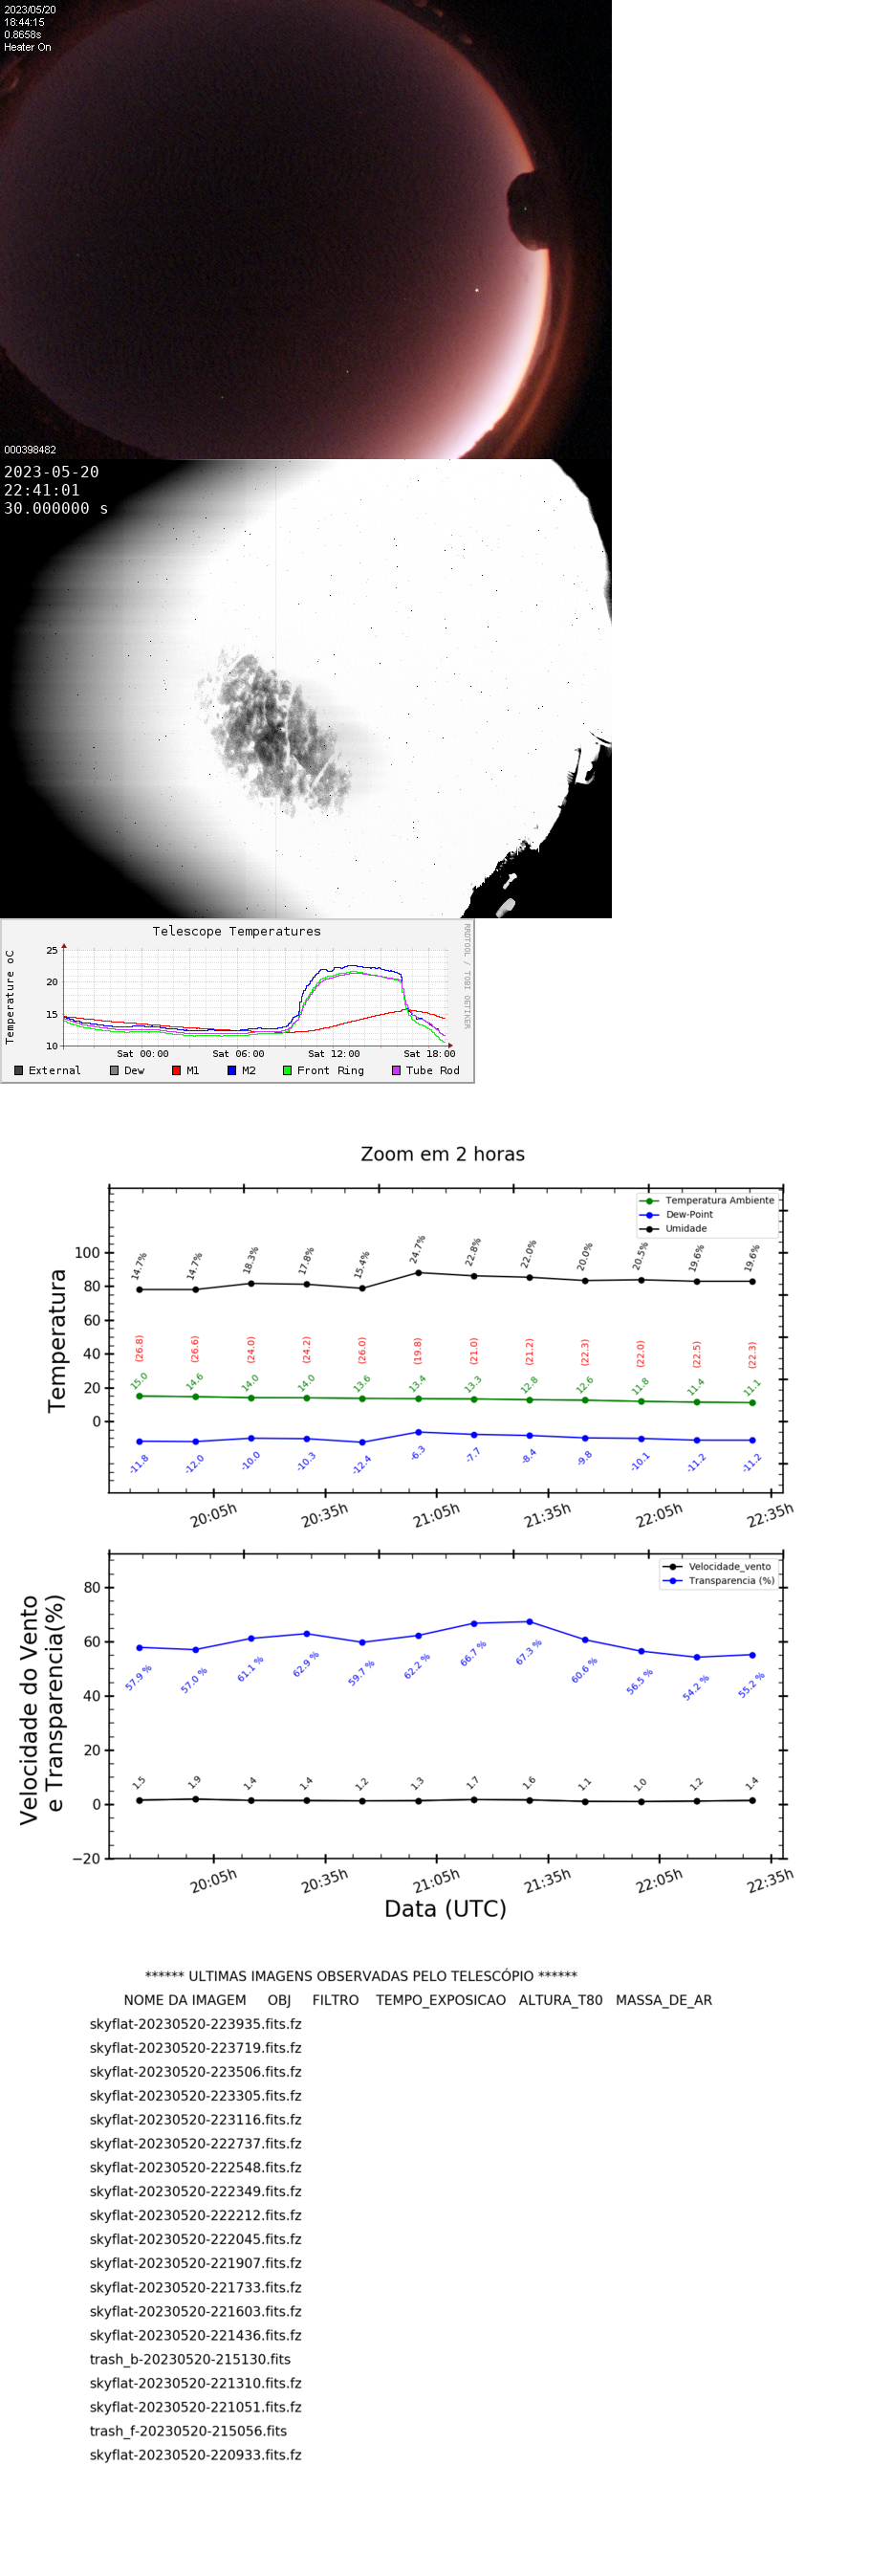 2023/05/20
18:44:15
0.8658s
Heater On
000398482
2023-05-20
22:41:01
30.000000 s
Telescope Temperatures
RRDTOOL / TOBI OETIKER
Temperature oC
25
20
15
10
Sat 00:00 Sat 06:00 Sat 12:00 Sat 18:00
External Dew M1 M2 Front Ring Tube Rod
Zoom em 2 horas
Temperatura Ambiente
Dew-Point
Umidade
Temperatura
100
80
60
40
20
0
14.7% 14.7% 18.3% 17.8% 15.4% 24.7% 22.8% 22.0% 20.0% 20.5% 19.6% 19.6%
(26.8) (26.6) (24.0) (24.2) (26.0) (19.8) (21.0) (21.2) (22.3) (22.0) (22.5) (22.3)
15.0 14.6 14.0 14.0 13.6 13.4 13.3 12.8 12.6 11.8 11.4 11.1
-11.8 -12.0 -10.0 -10.3 -12.4 -6.3 -7.7 -8.4 -9.8 -10.1 -11.2 -11.2
20:05h 20:35h 21:05h 21:35h 22:05h 22:35h
Velocidade_vento
Transparencia (%)
Velocidade do Vento
e Transparencia(%)
80
60
40
20
0
−20
57.9 % 57.0 % 61.1 % 62.9 % 59.7 % 62.2 % 66.7 % 67.3 % 60.6 % 56.5 % 54.2 % 55.2 %
1.5 1.9 1.4 1.4 1.2 1.3 1.7 1.6 1.1 1.0 1.2 1.4
20:05h 20:35h 21:05h 21:35h 22:05h 22:35h
Data (UTC)
****** ULTIMAS IMAGENS OBSERVADAS PELO TELESCÓPIO ******
NOME DA IMAGEM OBJ FILTRO TEMPO_EXPOSICAO ALTURA_T80 MASSA_DE_AR
skyflat-20230520-223935.fits.fz
skyflat-20230520-223719.fits.fz
skyflat-20230520-223506.fits.fz
skyflat-20230520-223305.fits.fz
skyflat-20230520-223116.fits.fz
skyflat-20230520-222737.fits.fz
skyflat-20230520-222548.fits.fz
skyflat-20230520-222349.fits.fz
skyflat-20230520-222212.fits.fz
skyflat-20230520-222045.fits.fz
skyflat-20230520-221907.fits.fz
skyflat-20230520-221733.fits.fz
skyflat-20230520-221603.fits.fz
skyflat-20230520-221436.fits.fz
trash_b-20230520-215130.fits
skyflat-20230520-221310.fits.fz
skyflat-20230520-221051.fits.fz
trash_f-20230520-215056.fits
skyflat-20230520-220933.fits.fz